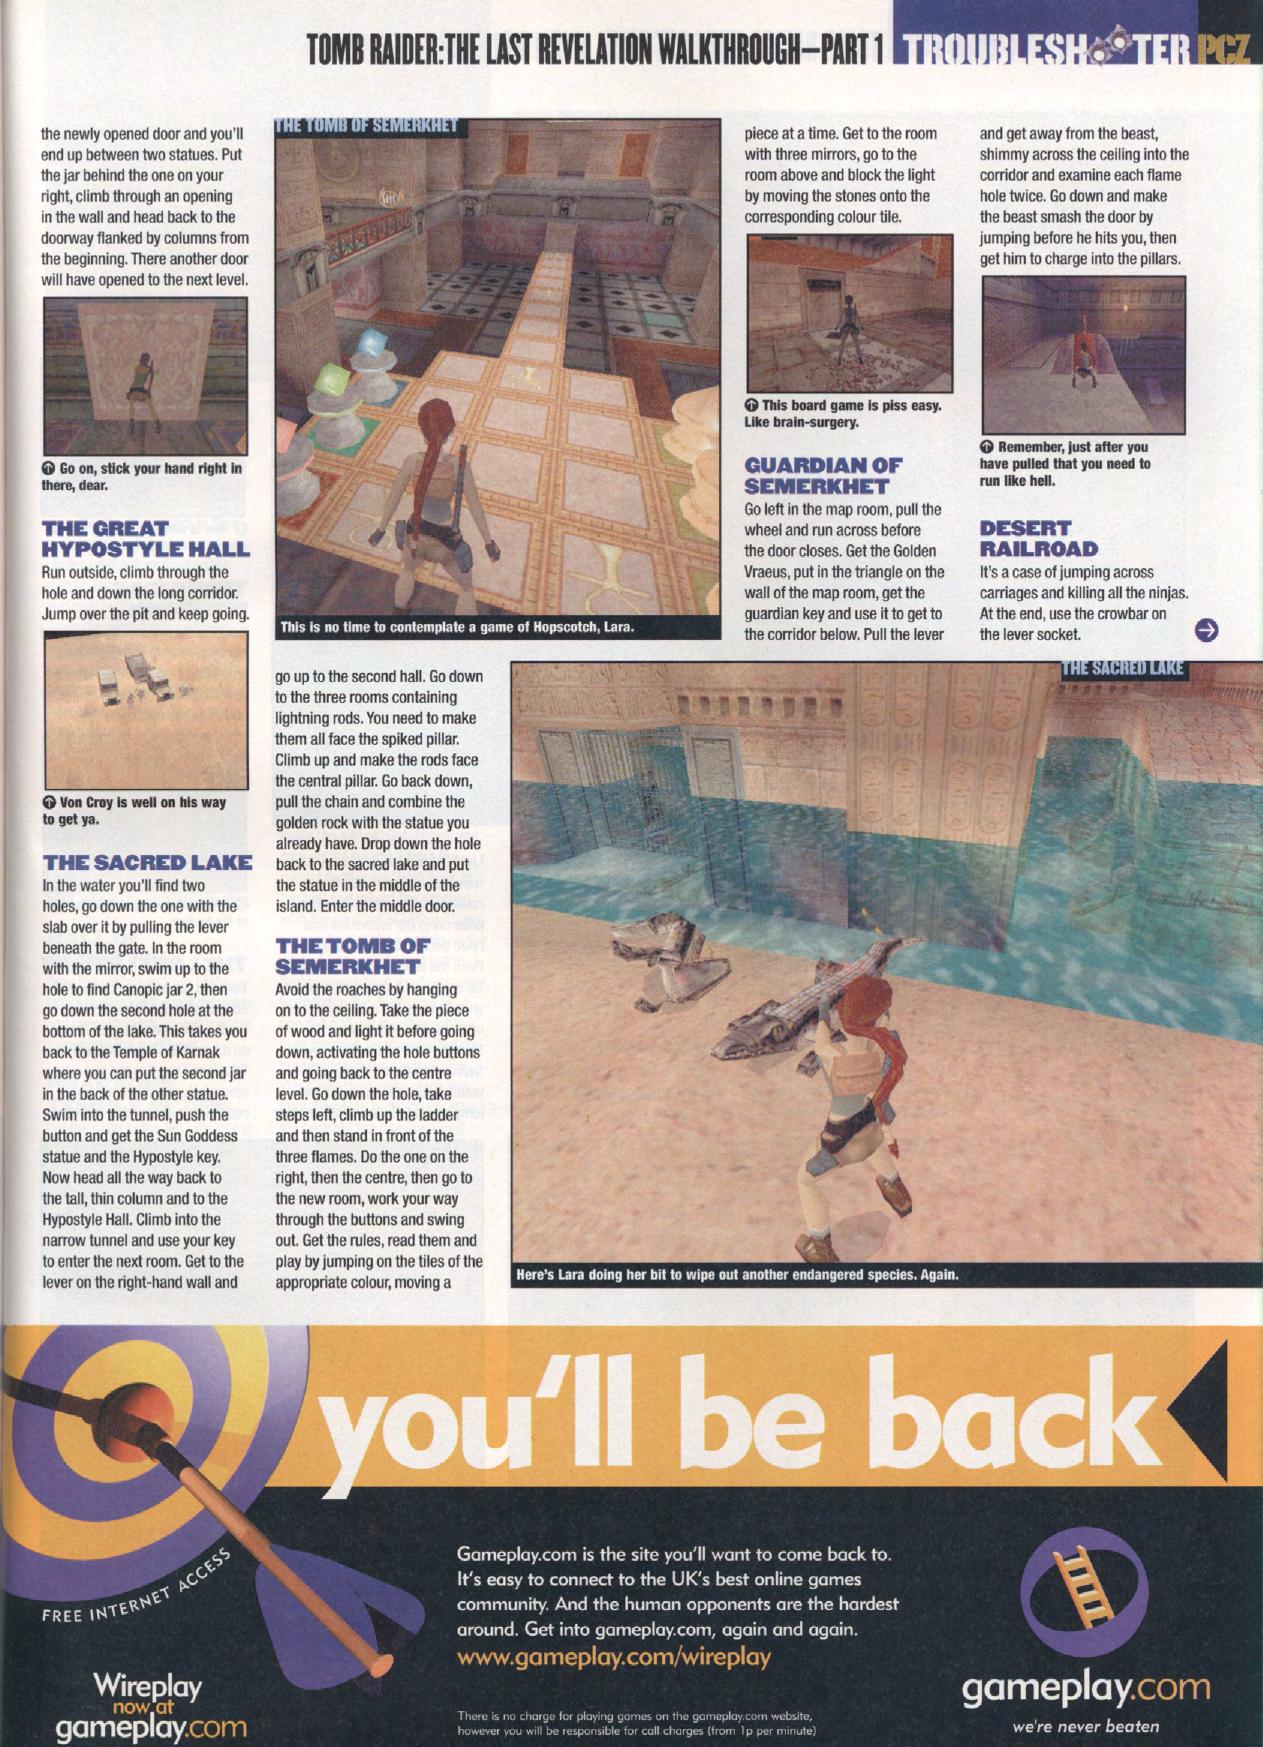 TOMB RAIDER:THE LAST REVELATION WALKTHROUGH—PART 1
TROUBLESHOOTER PCZ
the newly opened door and you'll
end up between two statues. Put
the jar behind the one on your
right, climb through an opening
in the wall and head back to the
doorway flanked by columns from
the beginning. There another door
will have opened to the next level.
Go on, stick your hand right in
there, dear.
THE GREAT
HYPOSTYLE HALL
Run outside, climb through the
hole and down the long corridor.
Jump over the pit and keep going.
Von Croy is well on his way
to get ya.
THE SACRED LAKE
In the water you'll find two
holes, go down the one with the
slab over it by pulling the lever
beneath the gate. In the room
with the mirror, swim up to the
hole to find Canopic jar 2, then
go down the second hole at the
bottom of the lake. This takes you
back to the Temple of Karnak
where you can put the second jar
in the back of the other statue.
Swim into the tunnel, push the
button and get the Sun Goddess
statue and the Hypostyle key.
Now head all the way back to
the tall, thin column and to the
Hypostyle Hall. Climb into the
narrow tunnel and use your key
to enter the next room. Get to the
lever on the right-hand wall and
THE TOMB OF SEMERKHET
This is no time to contemplate a game of Hopscotch, Lara.
go up to the second hall. Go down
to the three rooms containing
lightning rods. You need to make
them all face the spiked pillar.
Climb up and make the rods face
the central pillar. Go back down,
pull the chain and combine the
golden rock with the statue you
already have. Drop down the hole
back to the sacred lake and put
the statue in the middle of the
island. Enter the middle door.
THE TOMB OF
SEMERKHET
Avoid the roaches by hanging
on to the ceiling. Take the piece
of wood and light it before going
down, activating the hole buttons
and going back to the centre
level. Go down the hole, take
steps left, climb up the ladder
and then stand in front of the
three flames. Do the one on the
right, then the centre, then go to
the new room, work your way
through the buttons and swing
out. Get the rules, read them and
play by jumping on the tiles of the
appropriate colour, moving a
piece at a time. Get to the room
with three mirrors, go to the
room above and block the light
by moving the stones onto the
corresponding colour tile.
This board game is piss easy.
Like brain-surgery.
GUARDIAN OF
SEMERKHET
Go left in the map room, pull the
wheel and run across before
the door closes. Get the Golden
Vraeus, put in the triangle on the
wall of the map room, get the
guardian key and use it to get to
the corridor below. Pull the lever
and get away from the beast,
shimmy across the ceiling into the
corridor and examine each flame
hole twice. Go down and make
the beast smash the door by
jumping before he hits you, then
get him to charge into the pillars.
Remember, just after you
have pulled that you need to
run like hell.
DESERT
RAILROAD
It's a case of jumping across
carriages and killing all the ninjas.
At the end, use the crowbar on
the lever socket.
THE SACRED LAKE
Here's Lara doing her bit to wipe out another endangered species. Again.
you'll be back
FREE INTERNET ACCESS
Wireplay
now at
gameplay.com
Gameplay.com is the site you'll want to come back to.
It's easy to connect to the UK's best online games
community. And the human opponents are the hardest
around. Get into gameplay.com, again and again.
www.gameplay.com/wireplay
There is no charge for playing games on the gameplay.com website,
however you will be responsible for call charges (from 1p per minute)
gameplay.com
we're never beaten